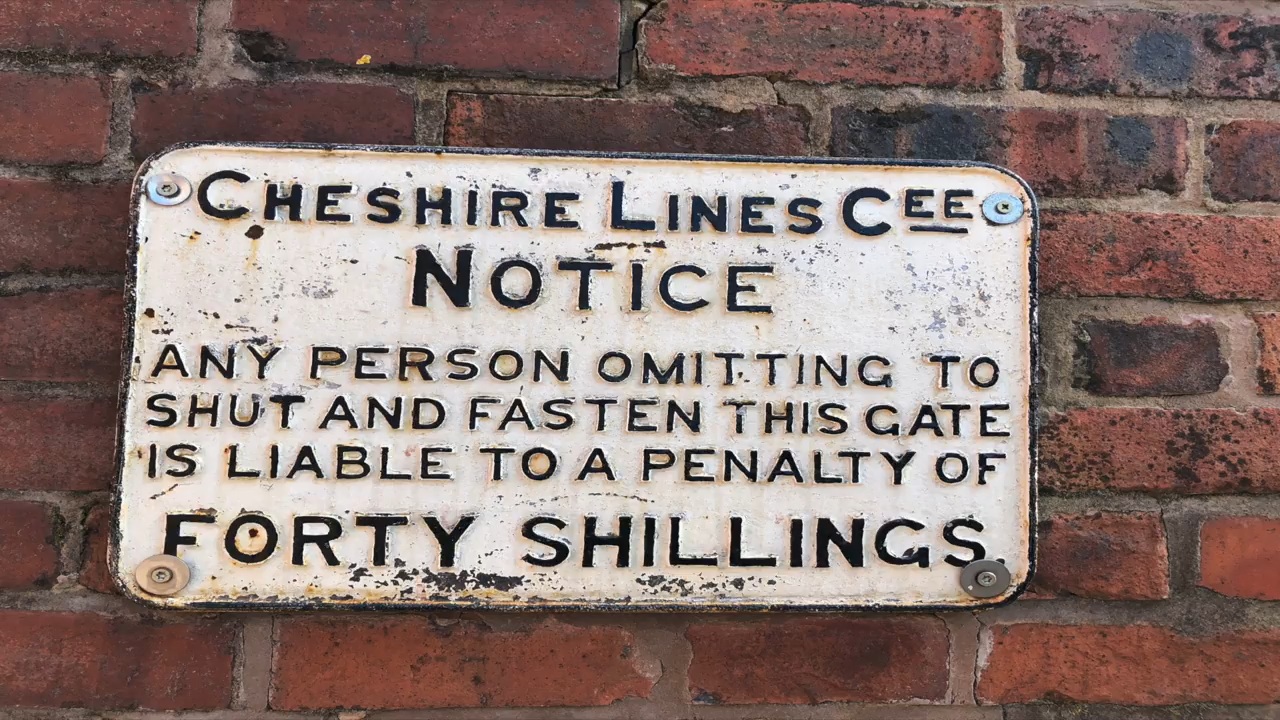 CHESHIRE LINES CEE
NOTICE
ANY PERSON OMITTING TO
SHUT AND FASTEN THIS GATE
IS LIABLE TO A PENALTY OF
FORTY SHILLINGS.